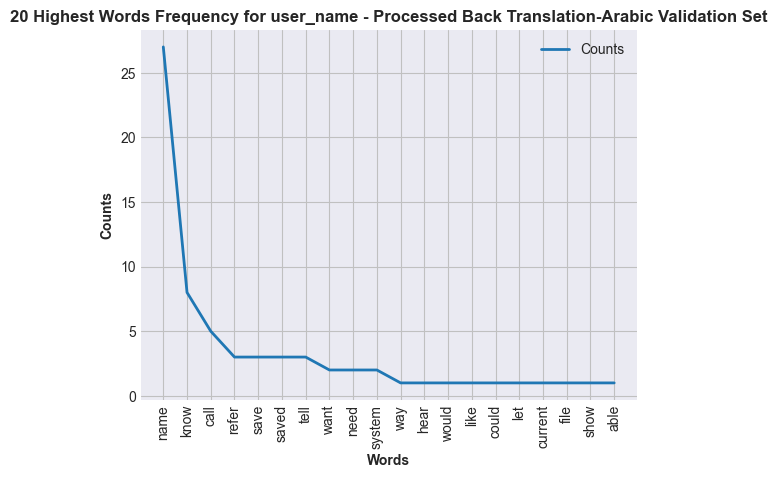 20 Highest Words Frequency for user_name - Processed Back Translation-Arabic Validation Set
Counts
25
20
15
10
5
0
Counts
name
know
call
refer
save
saved
tell
want
need
system
way
hear
would
like
could
let
current
file
show
able
Words